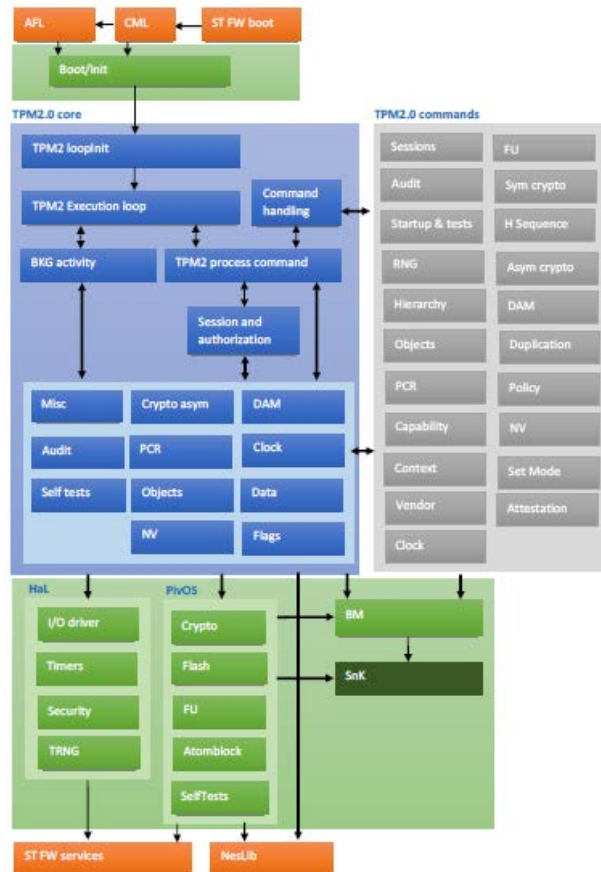 AFL
CML
ST FW boot
Boot/Init
TPM2.0 core
TPM2.0 commands
TPM2 loopInit
TPM2 Execution loop
Command
handling
BKG activity
TPM2 process command
Session and
authorization
Misc
Crypto asym
DAM
Audit
PCR
Clock
Self tests
Objects
Data
NV
Flags
Sessions
FU
Audit
Sym crypto
Startup & tests
H Sequence
RNG
Asym crypto
Hierarchy
DAM
Objects
Duplication
PCR
Policy
Capability
NV
Context
Set Mode
Vendor
Attestation
Clock
HaL
PlvOS
I/O driver
Timers
Security
TRNG
Crypto
Flash
FU
Atomblock
SelfTests
BM
SnK
ST FW services
NesLib